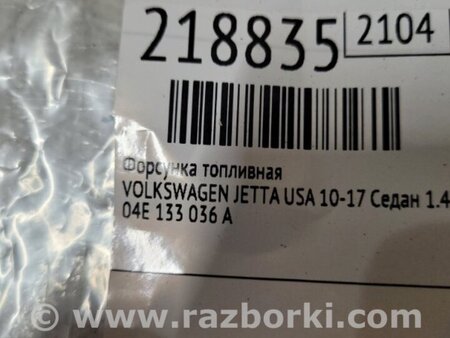 218835 2104
Форсунка топливная
VOLKSWAGEN JETTA USA 10-17 Седан 1.4
04E 133 036 A
www.razborki.com